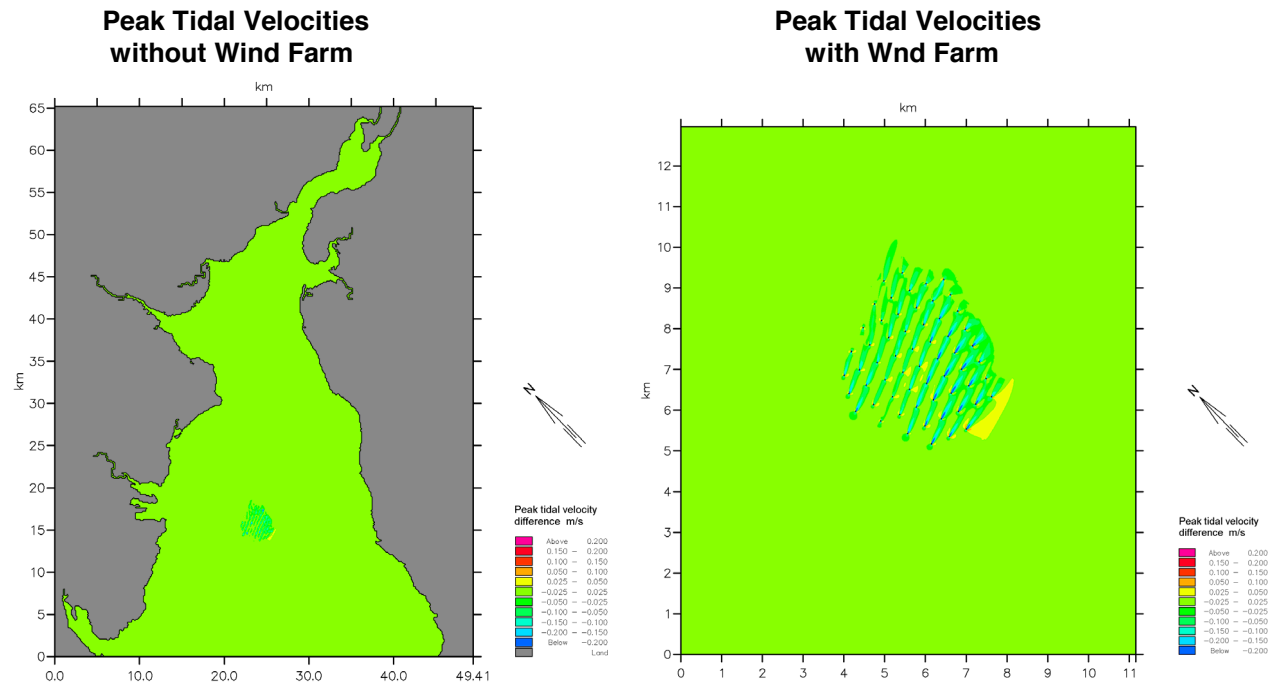 Peak Tidal Velocities
without Wind Farm
km
65
60
55
50
45
40
35
30
25
20
15
10
5
0
km
0.0 10.0 20.0 30.0 40.0 49.41
N
Peak tidal velocity
difference m/s
Above 0.200
0.150 – 0.200
0.100 – 0.150
0.050 – 0.100
0.025 – 0.050
−0.025 – 0.025
−0.050 – −0.025
−0.100 – −0.050
−0.150 – −0.100
−0.200 – −0.150
Below −0.200
Land
Peak Tidal Velocities
with Wnd Farm
km
12
11
10
9
8
7
6
5
4
3
2
1
0
km
0 1 2 3 4 5 6 7 8 9 10 11
N
Peak tidal velocity
difference m/s
Above 0.200
0.150 – 0.200
0.100 – 0.150
0.050 – 0.100
0.025 – 0.050
−0.025 – 0.025
−0.050 – −0.025
−0.100 – −0.050
−0.150 – −0.100
−0.200 – −0.150
Below −0.200